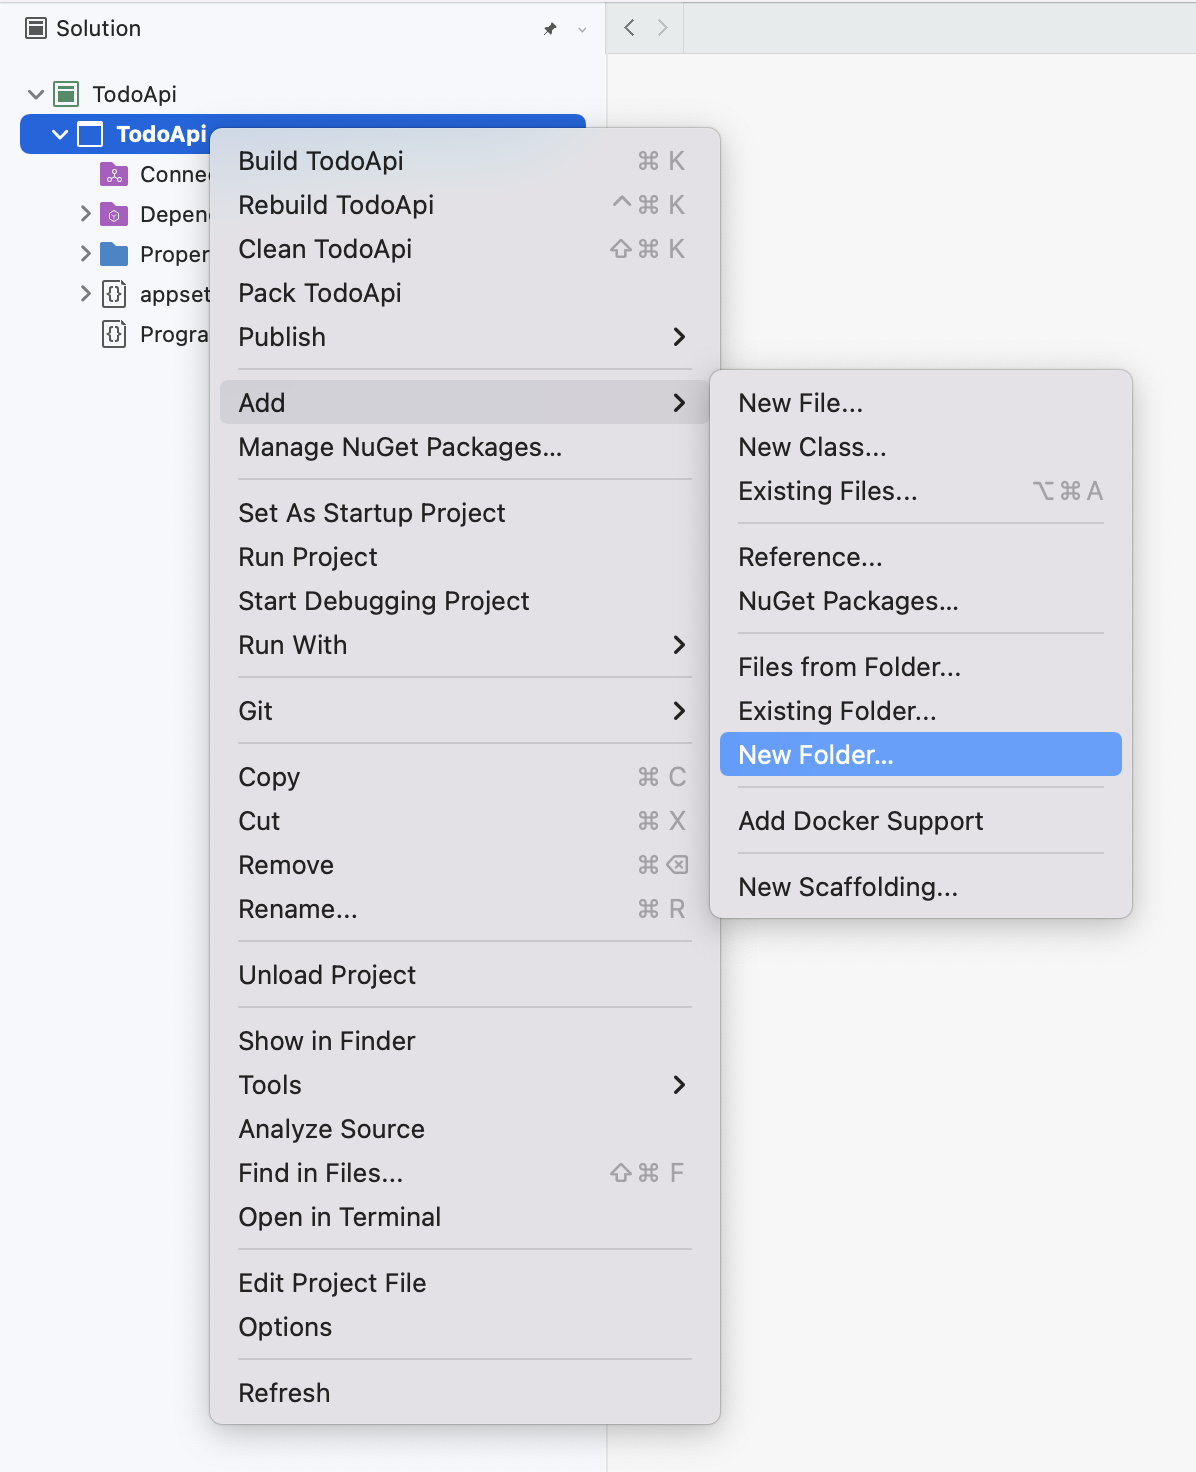 Solution
TodoApi
TodoApi
Connec
Depen
Proper
appset
Progra
Build TodoApi ⌘ K
Rebuild TodoApi ^ ⌘ K
Clean TodoApi ⇧ ⌘ K
Pack TodoApi
Publish
Add
Manage NuGet Packages...
Set As Startup Project
Run Project
Start Debugging Project
Run With
Git
Copy ⌘ C
Cut ⌘ X
Remove ⌘ ⌫
Rename... ⌘ R
Unload Project
Show in Finder
Tools
Analyze Source
Find in Files... ⇧ ⌘ F
Open in Terminal
Edit Project File
Options
Refresh
New File...
New Class...
Existing Files... ⌥ ⌘ A
Reference...
NuGet Packages...
Files from Folder...
Existing Folder...
New Folder...
Add Docker Support
New Scaffolding...